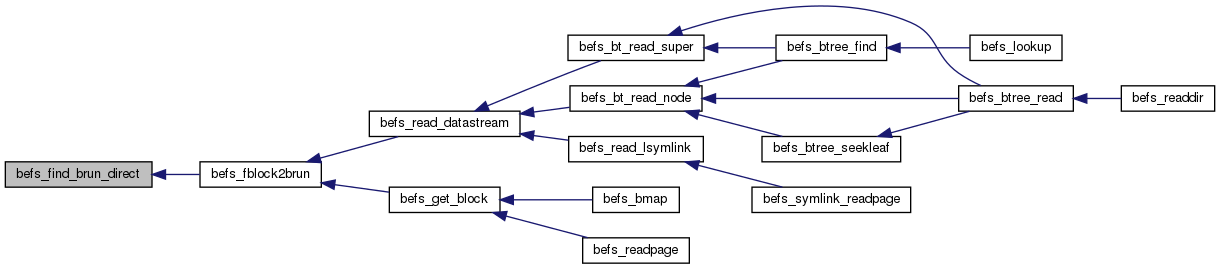 befs_find_brun_direct
befs_fblock2brun
befs_read_datastream
befs_get_block
befs_bt_read_super
befs_bt_read_node
befs_read_lsymlink
befs_bmap
befs_readpage
befs_btree_find
befs_btree_seekleaf
befs_symlink_readpage
befs_lookup
befs_btree_read
befs_readdir